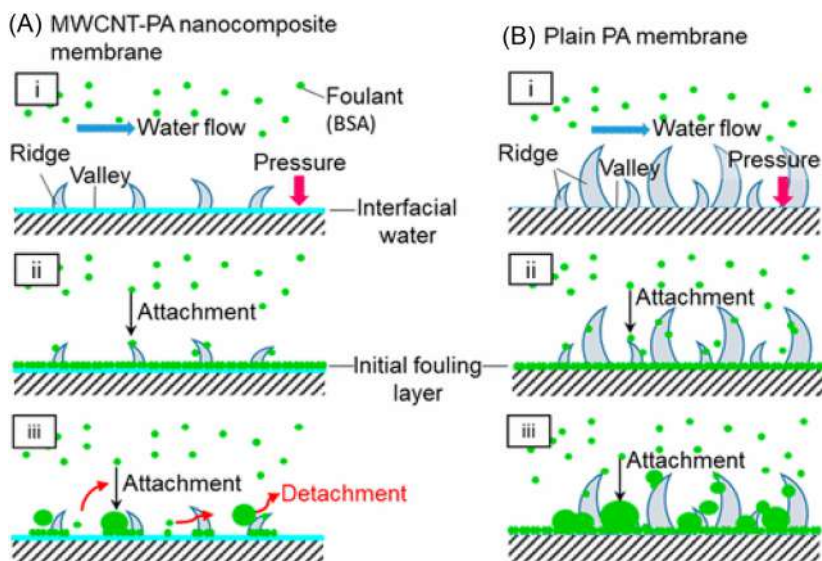 (A) MWCNT-PA nanocomposite
membrane
i
Foulant
(BSA)
Water flow
Ridge
Valley
Pressure
Interfacial
water
ii
Attachment
Initial fouling
layer
iii
Attachment
Detachment
(B) Plain PA membrane
i
Water flow
Ridge
Valley
Pressure
ii
Attachment
iii
Attachment